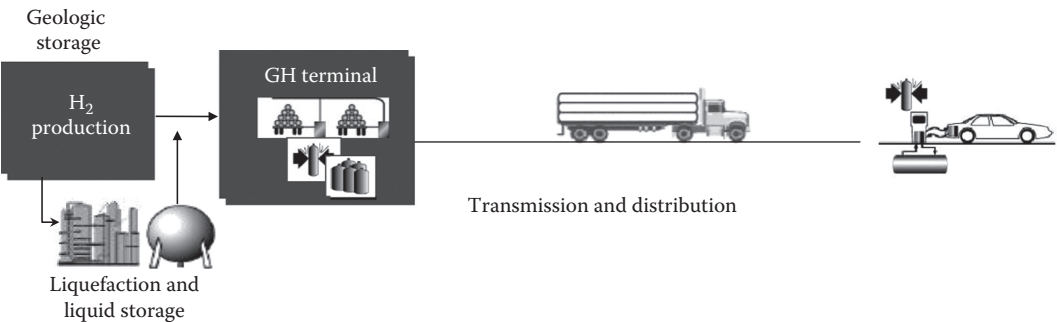 Geologic
storage
H₂
production
GH terminal
Transmission and distribution
Liquefaction and
liquid storage